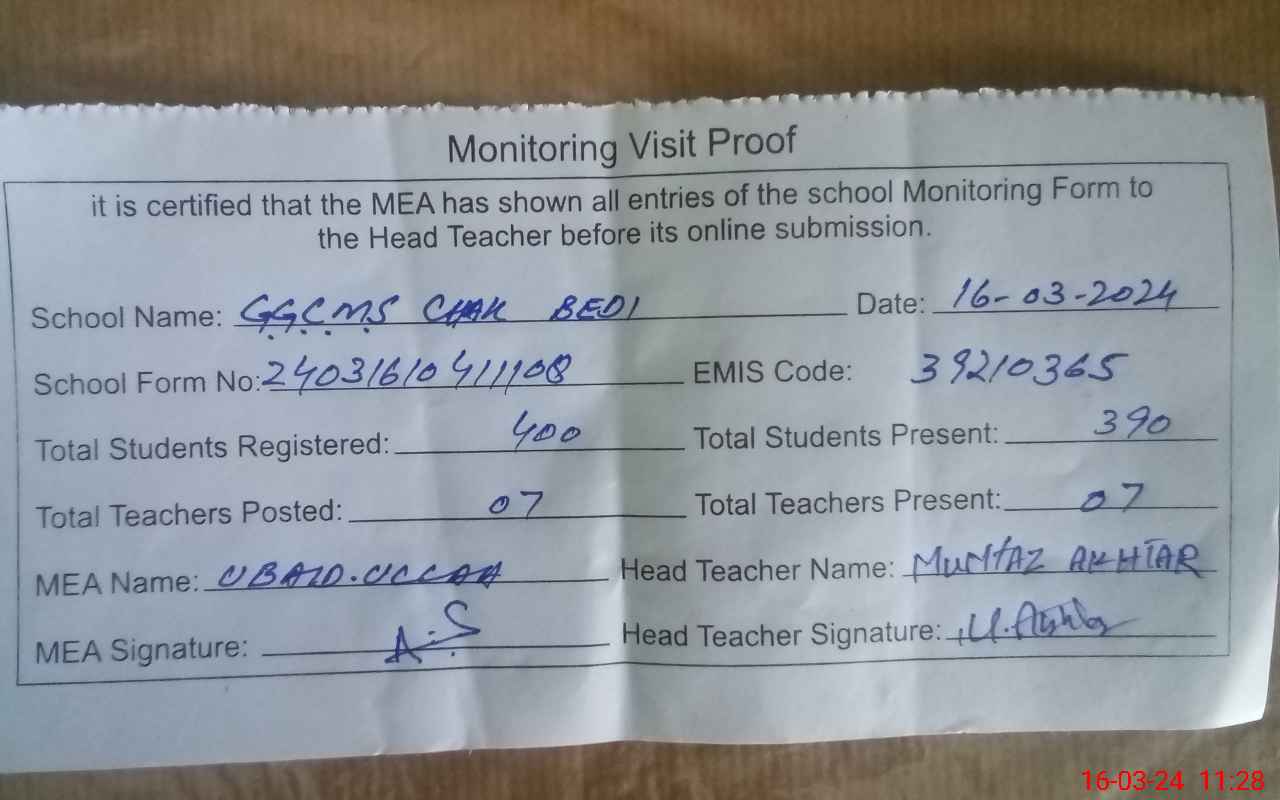 Monitoring Visit Proof
it is certified that the MEA has shown all entries of the school Monitoring Form to
the Head Teacher before its online submission.
School Name: G.G.C.M.S CHAK BEDI Date: 16-03-2024
School Form No: 24031610411108 EMIS Code: 39210365
Total Students Registered: 400 Total Students Present: 390
Total Teachers Posted: 07 Total Teachers Present: 07
MEA Name: UBAID.ULLAH Head Teacher Name: MUMTAZ AKHTAR
MEA Signature: A.S Head Teacher Signature:
16-03-24 11:28